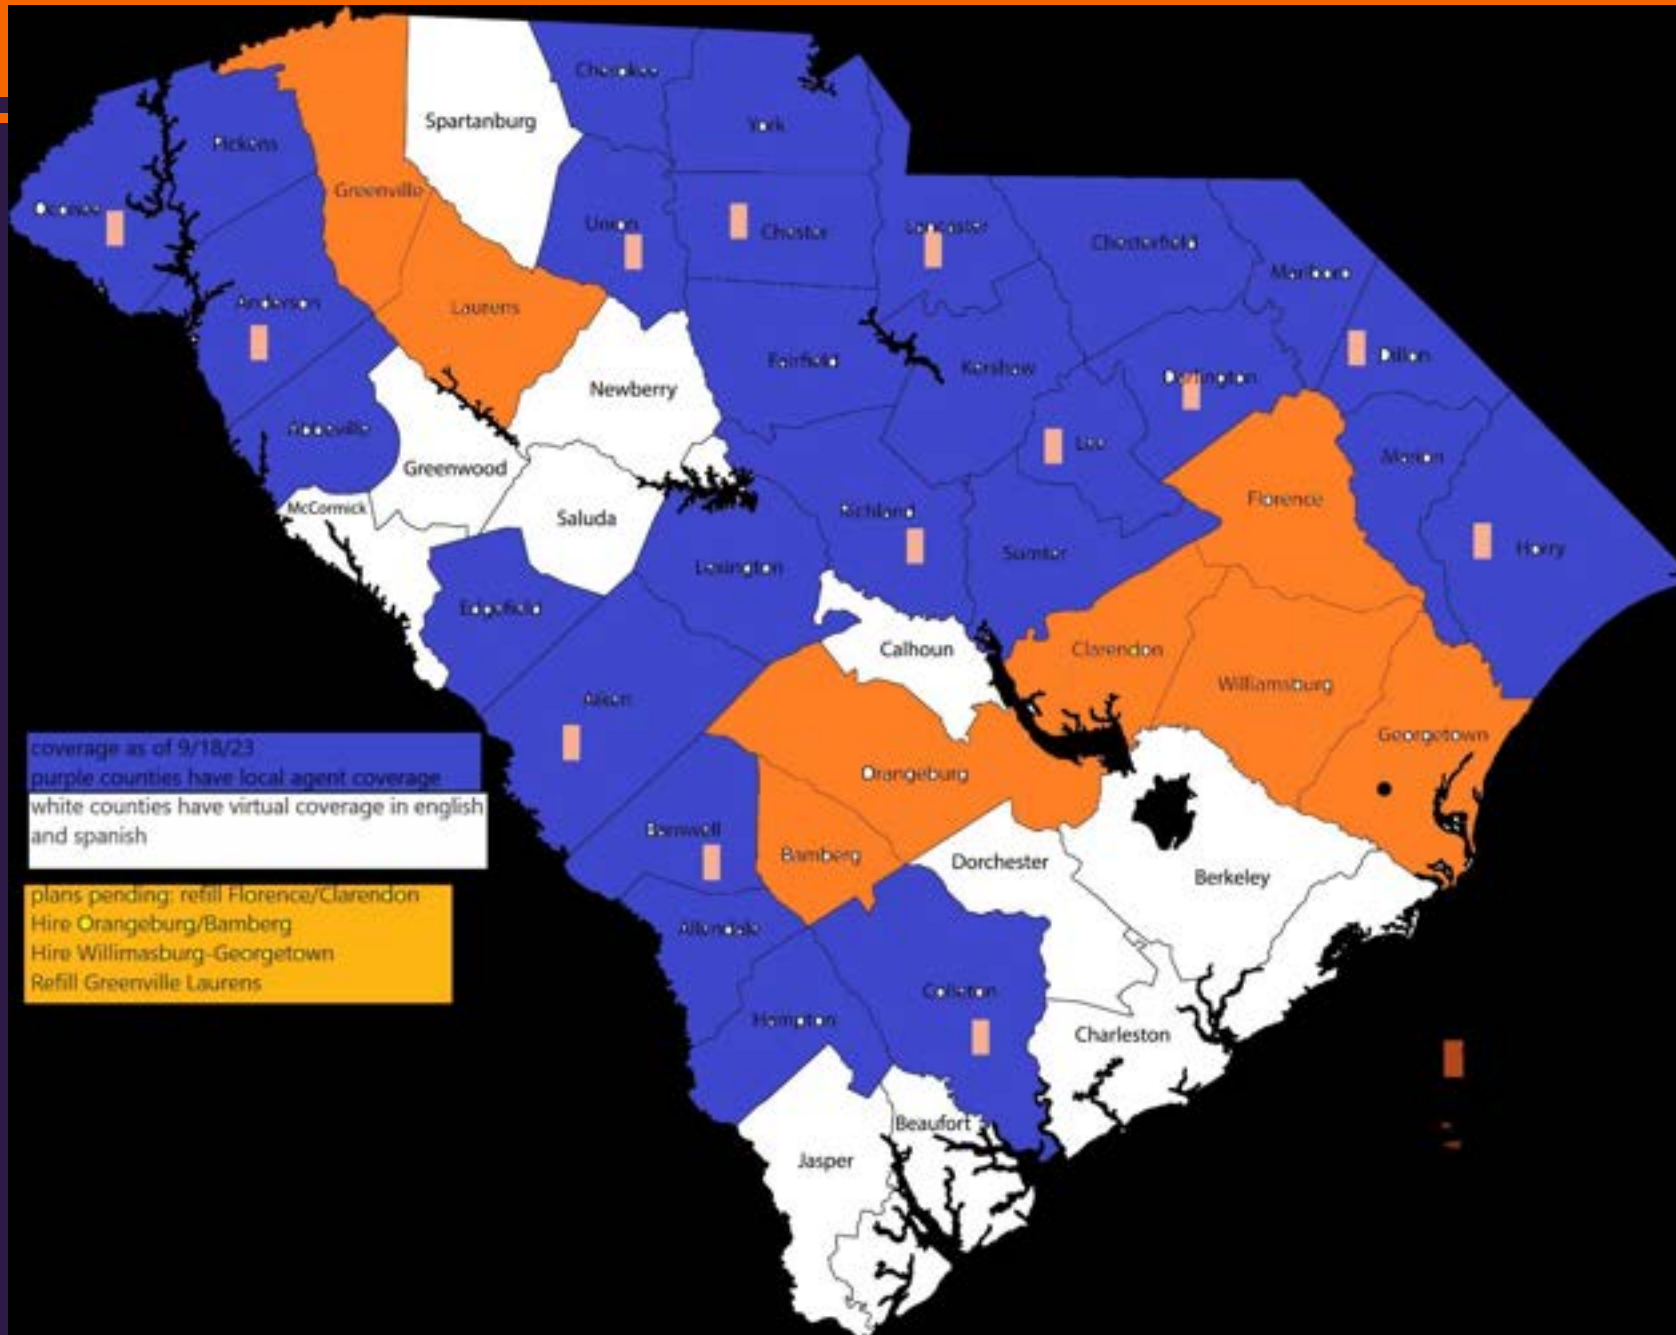 Cherokee
Spartanburg
York
Pickens
Greenville
Oconee
Union
Chester
Lancaster
Chesterfield
Marlboro
Anderson
Laurens
Fairfield
Kershaw
Dillon
Darlington
Newberry
Abbeville
Lee
Marion
Greenwood
Florence
McCormick
Saluda
Richland
Sumter
Horry
Lexington
Edgefield
Calhoun
Clarendon
Williamsburg
Aiken
Georgetown
Orangeburg
Barnwell
Bamberg
Dorchester
Berkeley
Allendale
Colleton
Hampton
Charleston
Beaufort
Jasper
coverage as of 9/18/23
purple counties have local agent coverage
white counties have virtual coverage in english
and spanish
plans pending: refill Florence/Clarendon
Hire Orangeburg/Bamberg
Hire Willimasburg-Georgetown
Refill Greenville Laurens